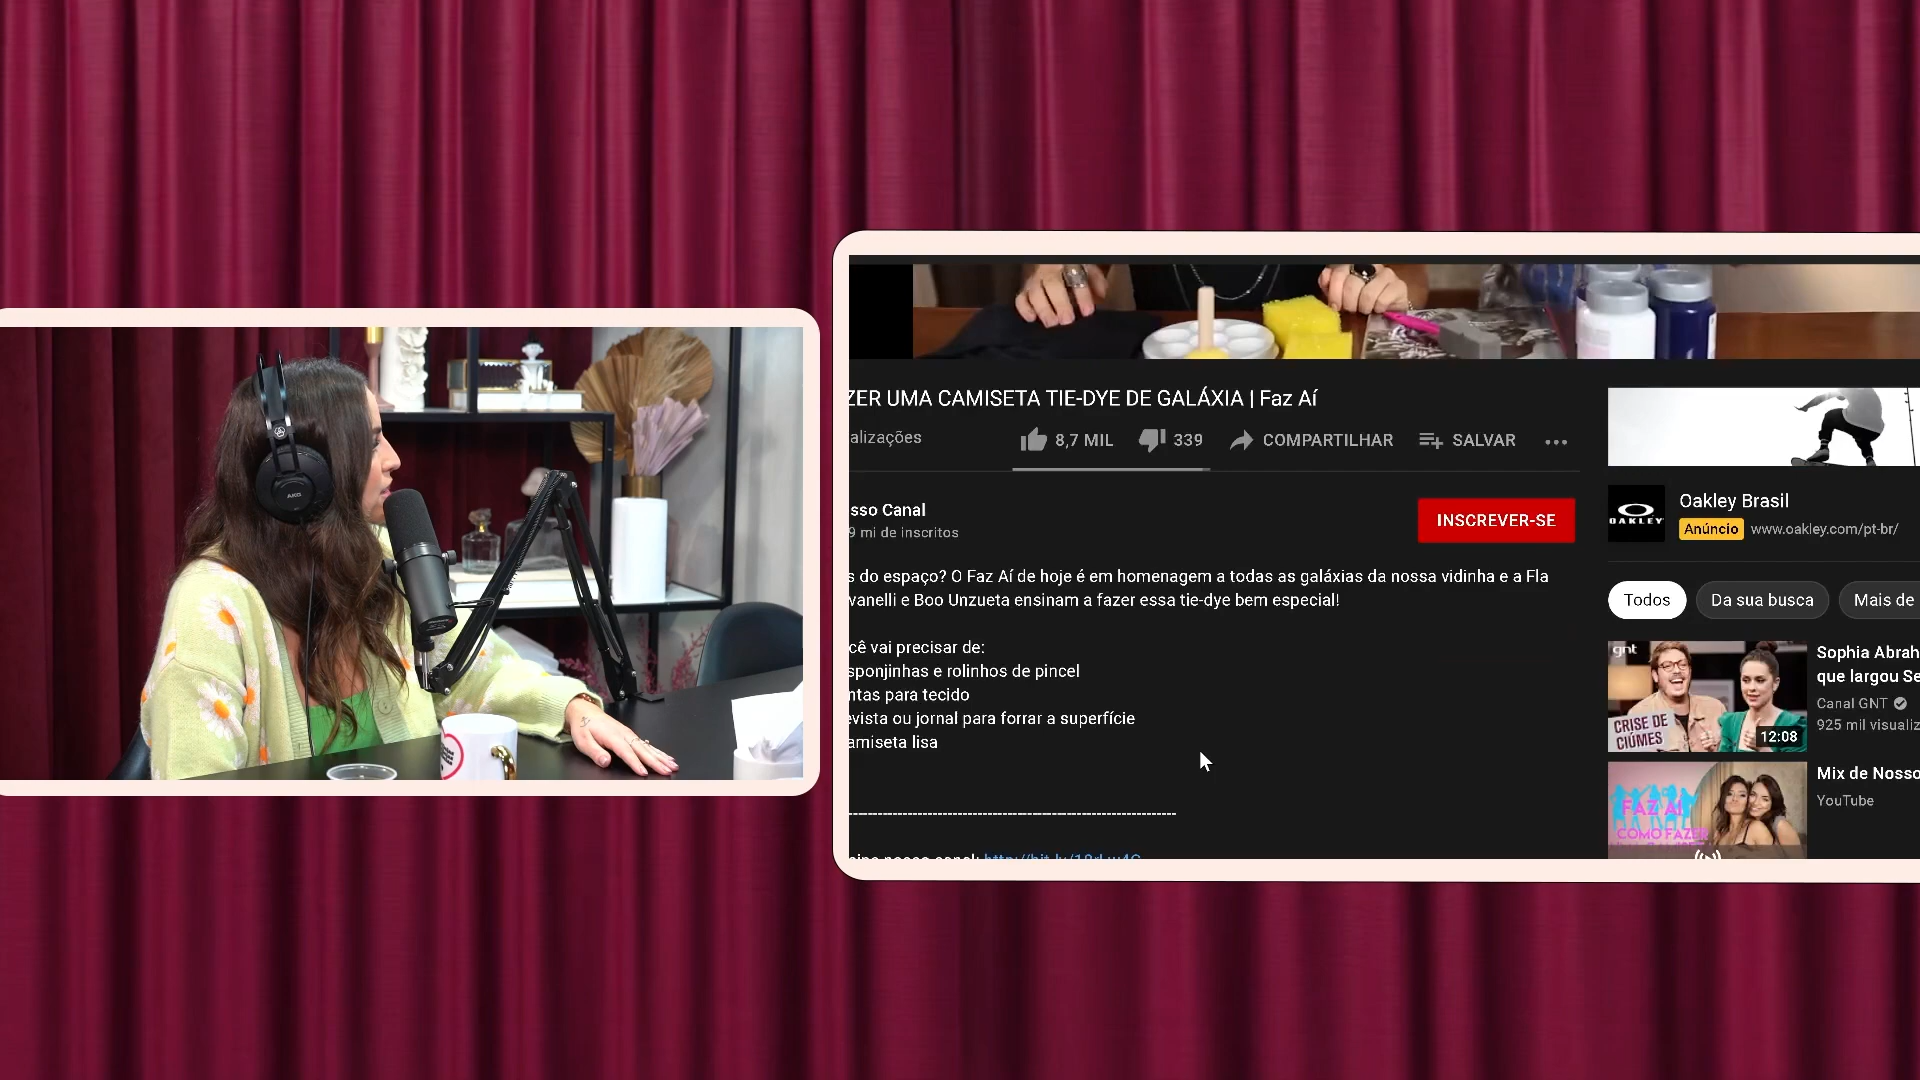 AKG
ZER UMA CAMISETA TIE-DYE DE GALÁXIA | Faz Aí
alizações
8,7 MIL
339
COMPARTILHAR
SALVAR
sso Canal
9 mi de inscritos
INSCREVER-SE
s do espaço? O Faz Aí de hoje é em homenagem a todas as galáxias da nossa vidinha e a Fla
vanelli e Boo Unzueta ensinam a fazer essa tie-dye bem especial!
cê vai precisar de:
sponjinhas e rolinhos de pincel
ntas para tecido
evista ou jornal para forrar a superfície
amiseta lisa
OAKLEY
Oakley Brasil
Anúncio www.oakley.com/pt-br/
Todos
Da sua busca
Mais de
gnt
CRISE DE
CIÚMES
12:08
Sophia Abrah
que largou Se
Canal GNT
925 mil visualiz
FAZ AÍ
COMO FAZER
Mix de Nosso
YouTube